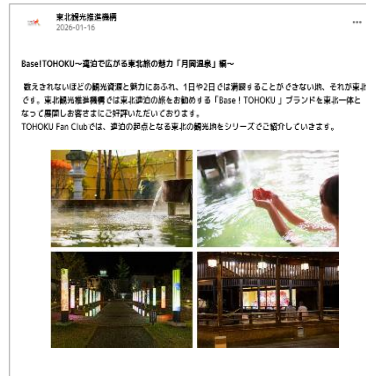 東北観光推進機構
2026-01-16
Base!TOHOKU～連泊で広がる東北旅の魅力「月岡温泉」編～
数えきれないほどの観光資源と魅力にあふれ、1日や2日では満喫することができない地、それが東北
です。東北観光推進機構では東北連泊の旅をお勧めする「Base！TOHOKU」ブランドを東北一体と
なって展開しお客さまにご好評いただいております。
TOHOKU Fan Clubでは、連泊の起点となる東北の観光地をシリーズでご紹介していきます。